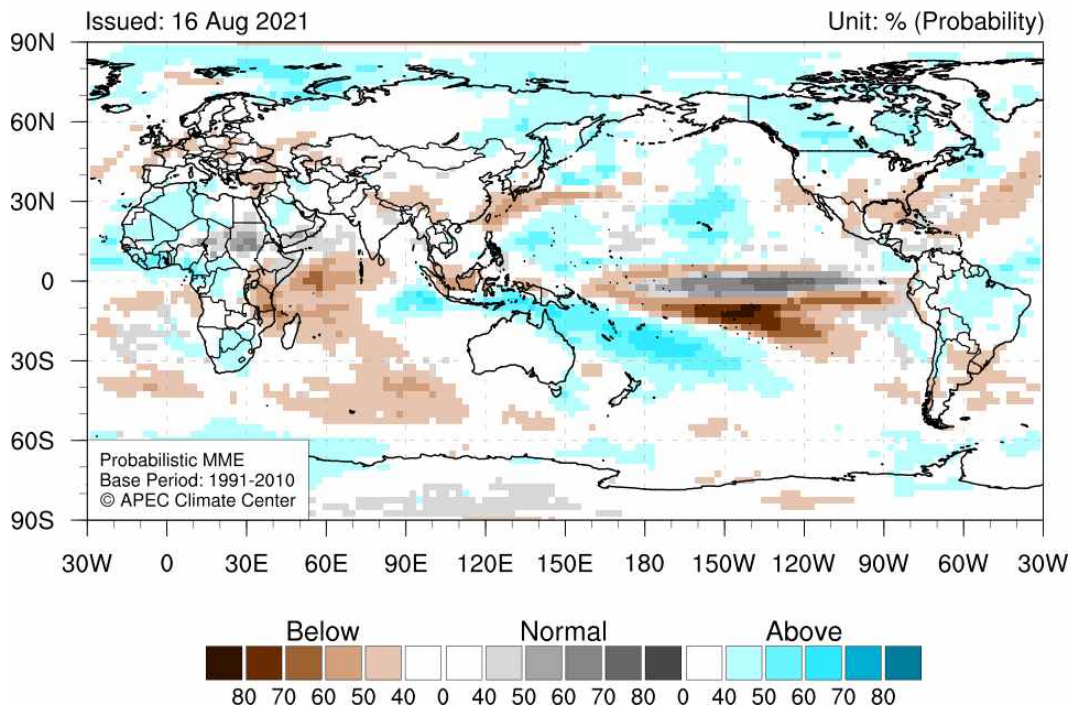 Issued: 16 Aug 2021 Unit: % (Probability)
90N
60N
30N
0
30S
60S
90S
Probabilistic MME
Base Period: 1991-2010
© APEC Climate Center
30W 0 30E 60E 90E 120E 150E 180 150W 120W 90W 60W 30W
Below Normal Above
80 70 60 50 40 0 40 50 60 70 80 0 40 50 60 70 80